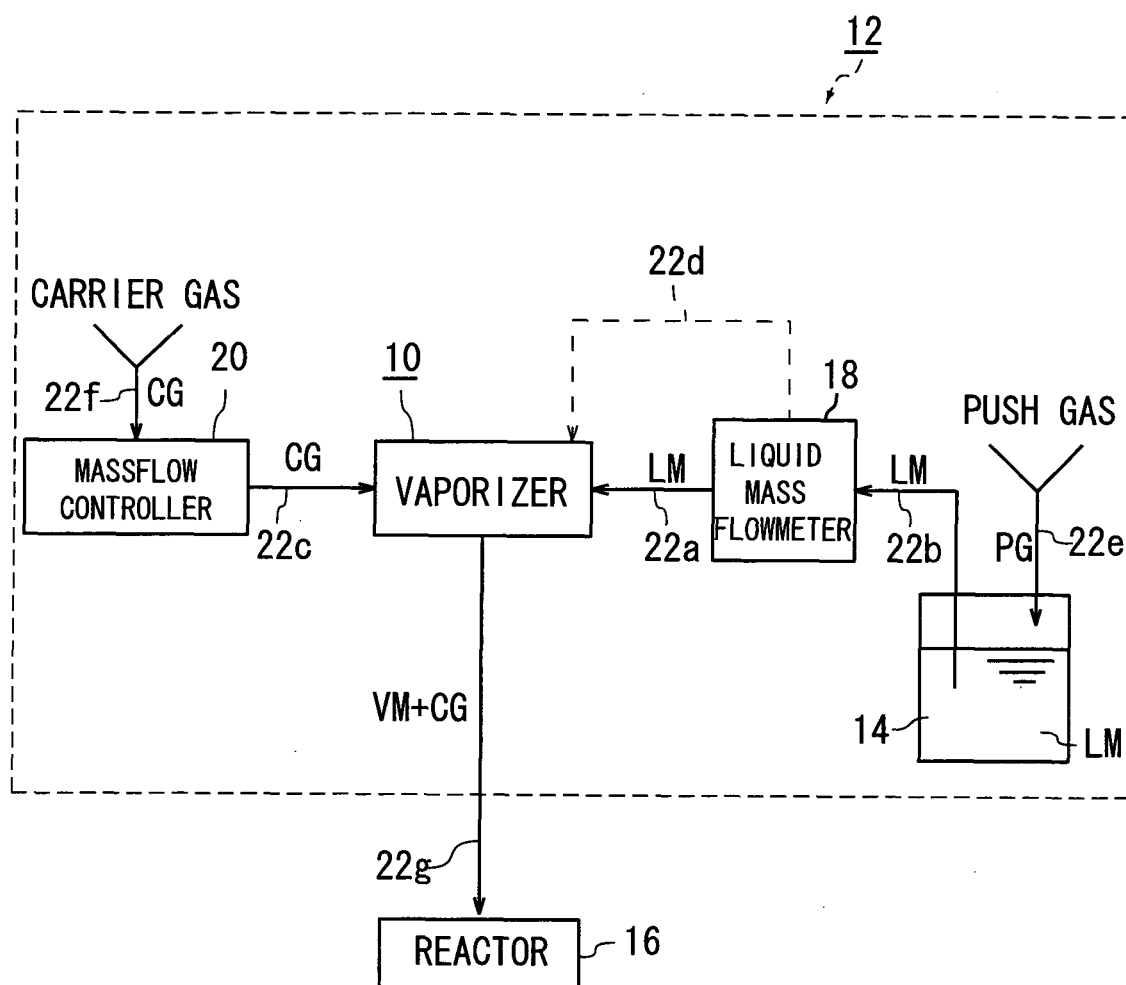 12
22d
CARRIER GAS
20
10
18
22f
CG
PUSH GAS
MASSFLOW
CONTROLLER
CG
22c
VAPORIZER
LM
22a
LIQUID
MASS
FLOWMETER
LM
22b
PG
22e
VM+CG
14
LM
22g
REACTOR
16